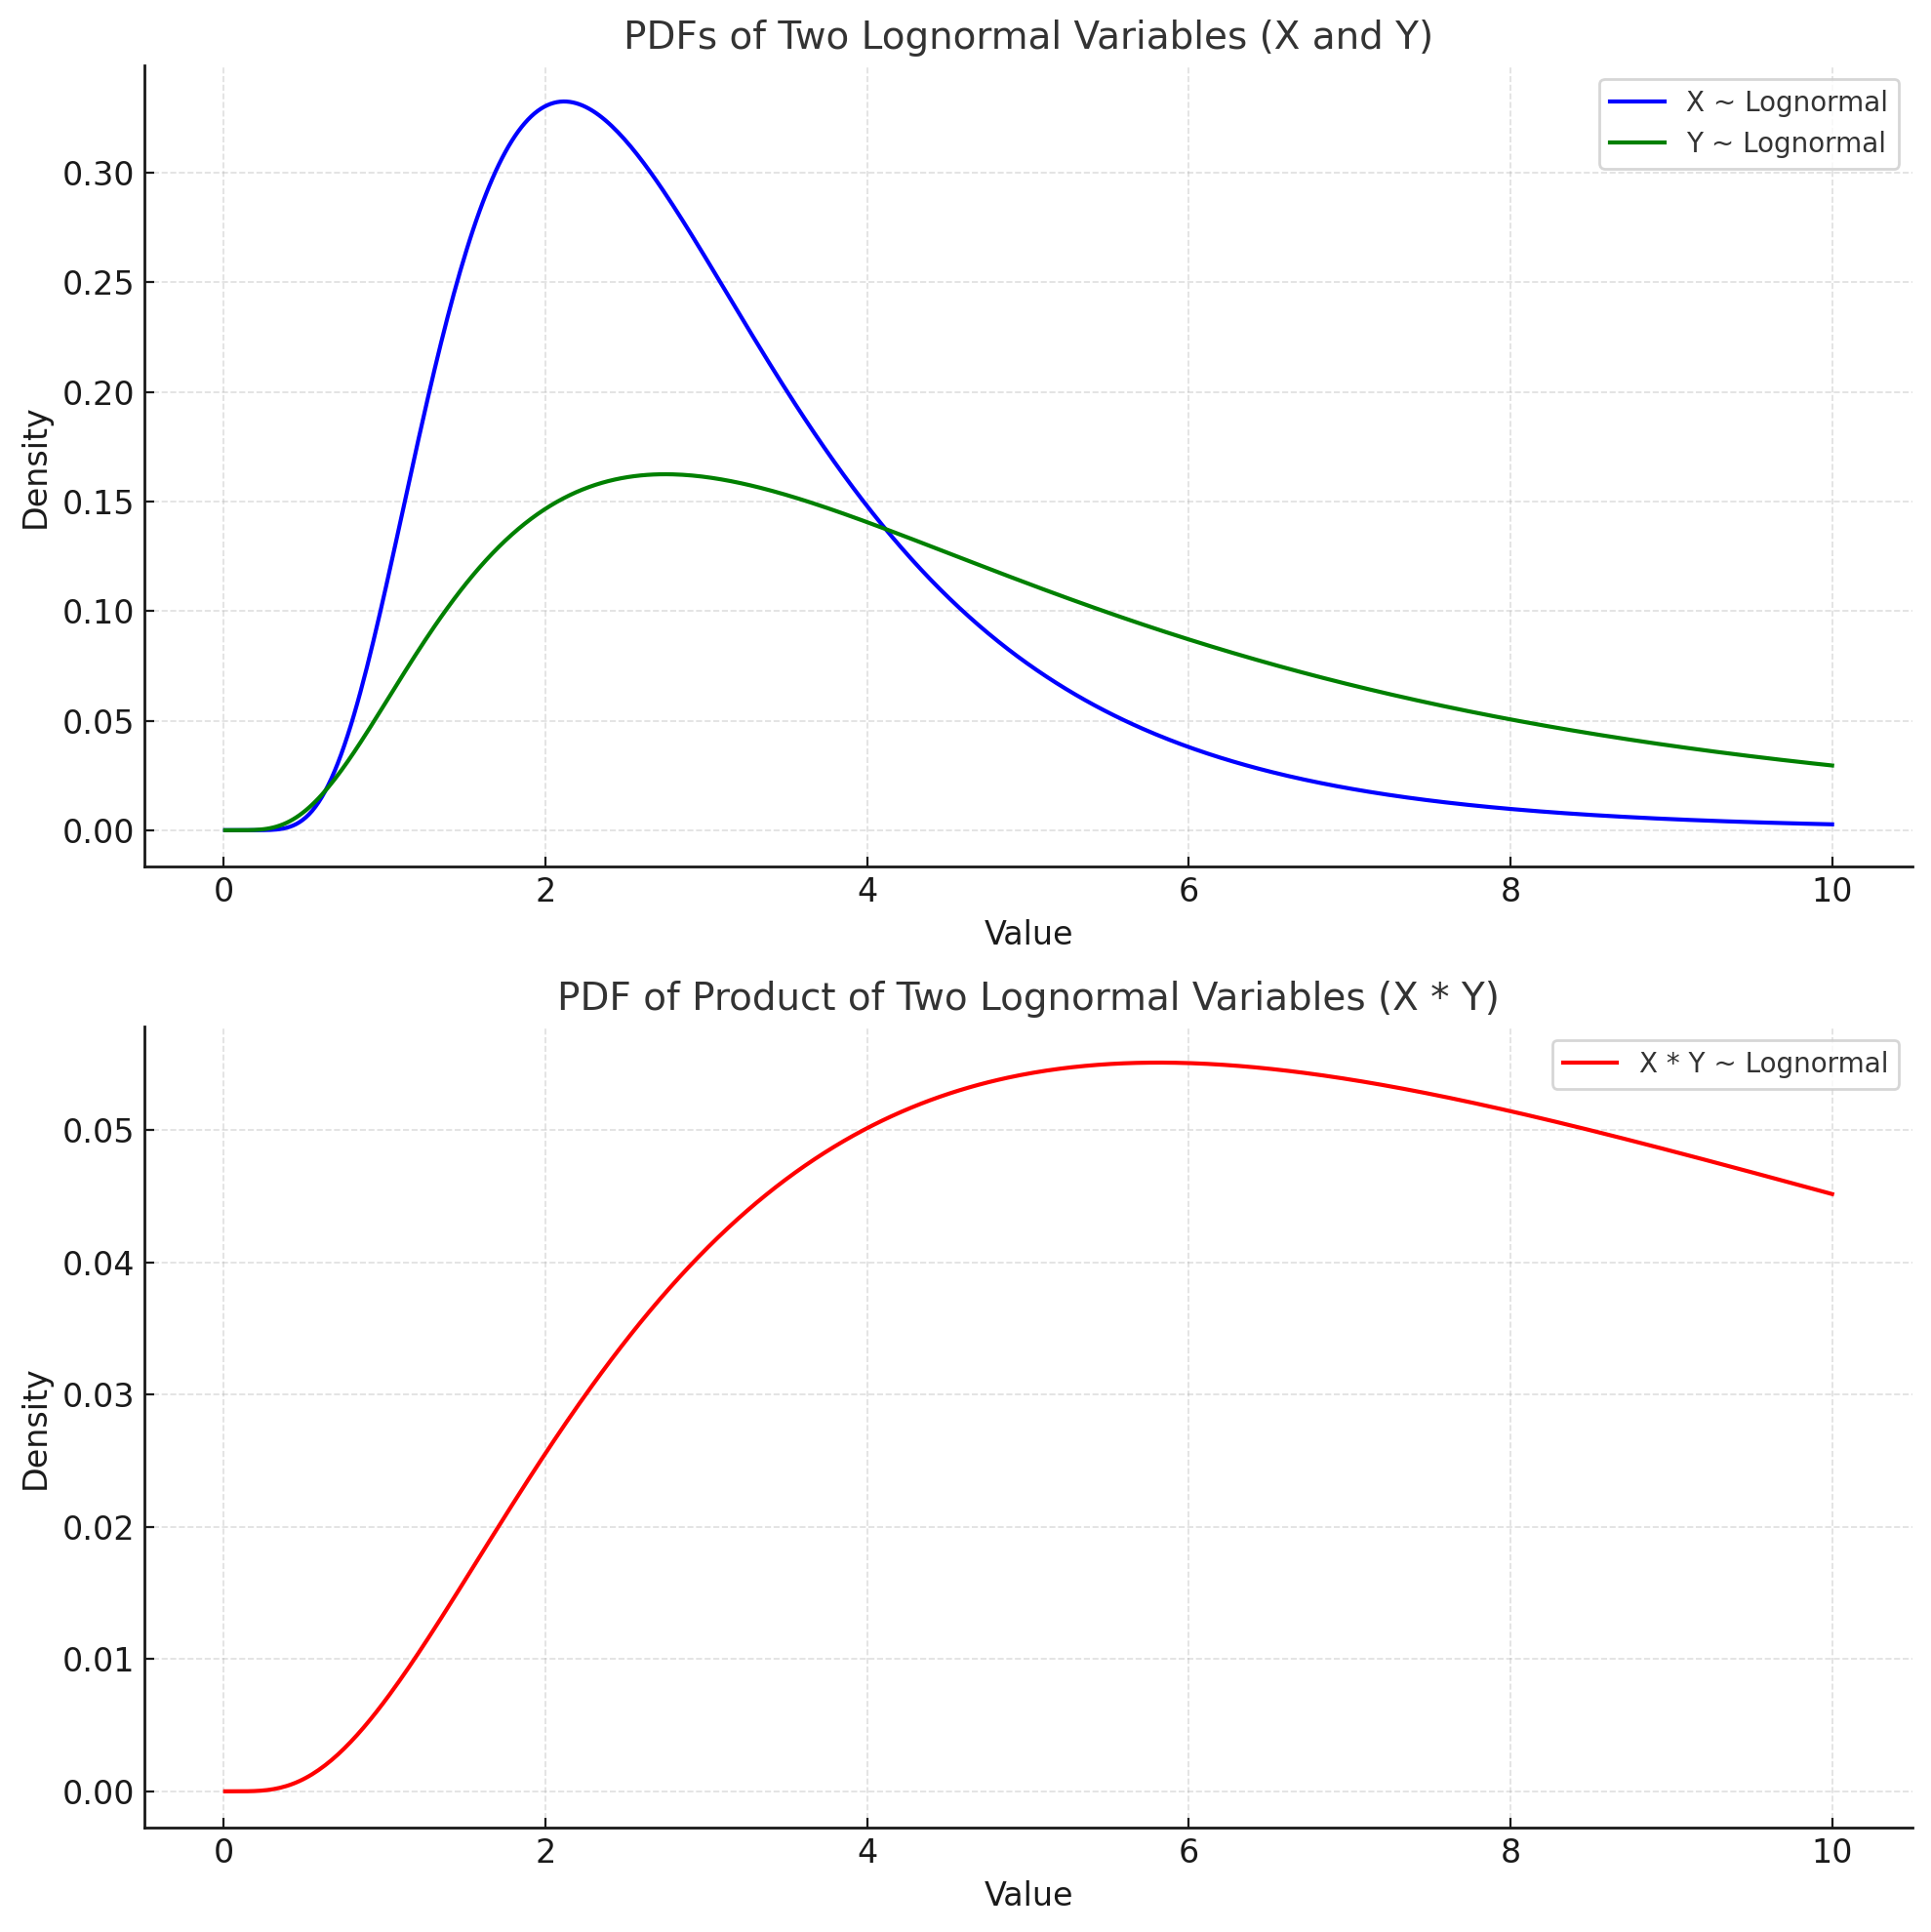 PDFs of Two Lognormal Variables (X and Y)
X ~ Lognormal
Y ~ Lognormal
0.30
0.25
0.20
0.15
0.10
0.05
0.00
Density
0 2 4 6 8 10
Value
PDF of Product of Two Lognormal Variables (X * Y)
X * Y ~ Lognormal
0.05
0.04
0.03
0.02
0.01
0.00
Density
0 2 4 6 8 10
Value